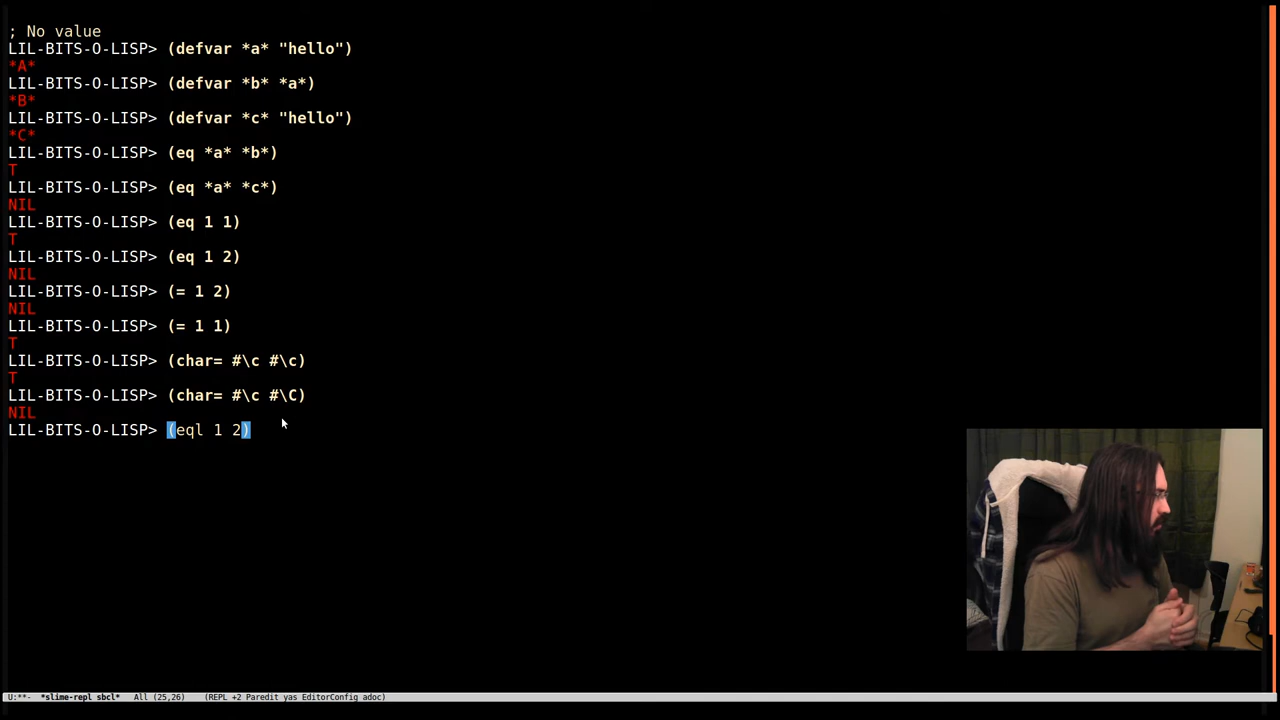 ; No value
LIL-BITS-O-LISP> (defvar *a* "hello")
*A*
LIL-BITS-O-LISP> (defvar *b* *a*)
*B*
LIL-BITS-O-LISP> (defvar *c* "hello")
*C*
LIL-BITS-O-LISP> (eq *a* *b*)
T
LIL-BITS-O-LISP> (eq *a* *c*)
NIL
LIL-BITS-O-LISP> (eq 1 1)
T
LIL-BITS-O-LISP> (eq 1 2)
NIL
LIL-BITS-O-LISP> (= 1 2)
NIL
LIL-BITS-O-LISP> (= 1 1)
T
LIL-BITS-O-LISP> (char= #\c #\c)
T
LIL-BITS-O-LISP> (char= #\c #\C)
NIL
LIL-BITS-O-LISP> (eql 1 2)
U:**-  *slime-repl sbcl*   All (25,26)   (REPL +2 Paredit yas EditorConfig adoc)